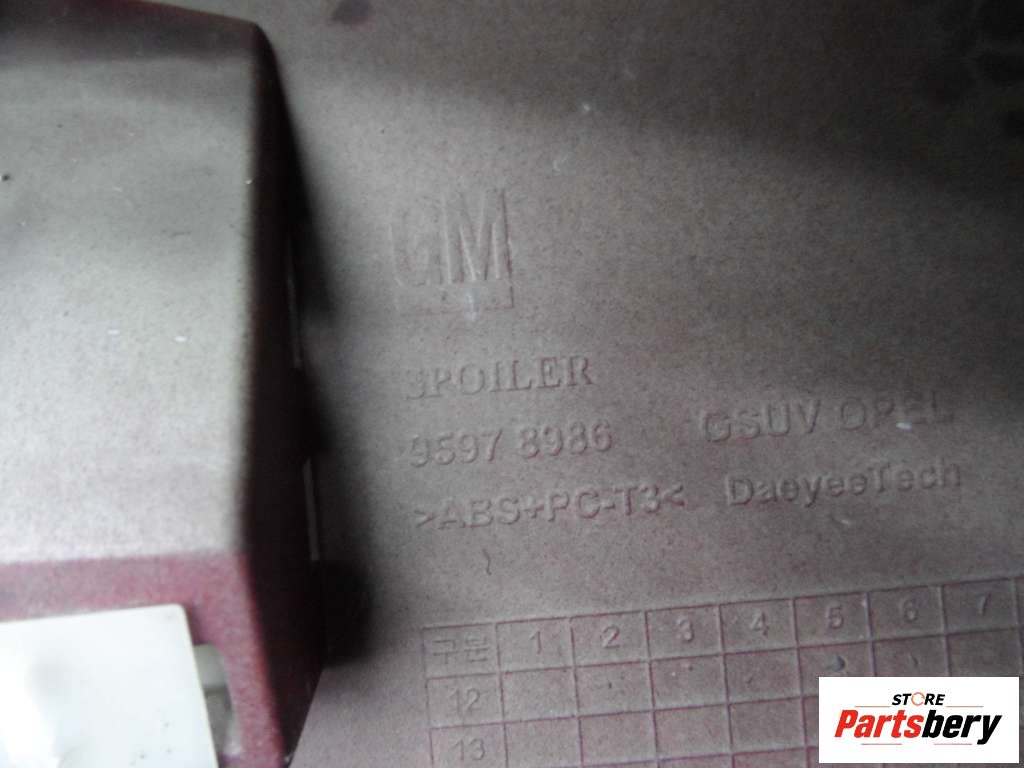 GM
SPOILER
9597 8986 GSUV OPEL
>ABS+PC-T3< DaeyeeTech
구분 1 2 3 4 5 6 7
12
13
STORE
Partsbery